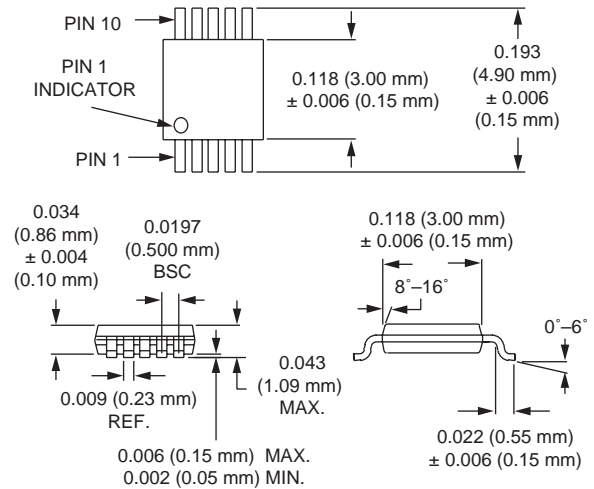 PIN 10
PIN 1
INDICATOR
PIN 1
0.118 (3.00 mm)
± 0.006 (0.15 mm)
0.193
(4.90 mm)
± 0.006
(0.15 mm)
0.034
(0.86 mm)
± 0.004
(0.10 mm)
0.0197
(0.500 mm)
BSC
0.043
(1.09 mm)
MAX.
0.009 (0.23 mm)
REF.
0.006 (0.15 mm) MAX.
0.002 (0.05 mm) MIN.
0.118 (3.00 mm)
± 0.006 (0.15 mm)
8˚–16˚
0˚–6˚
0.022 (0.55 mm)
± 0.006 (0.15 mm)